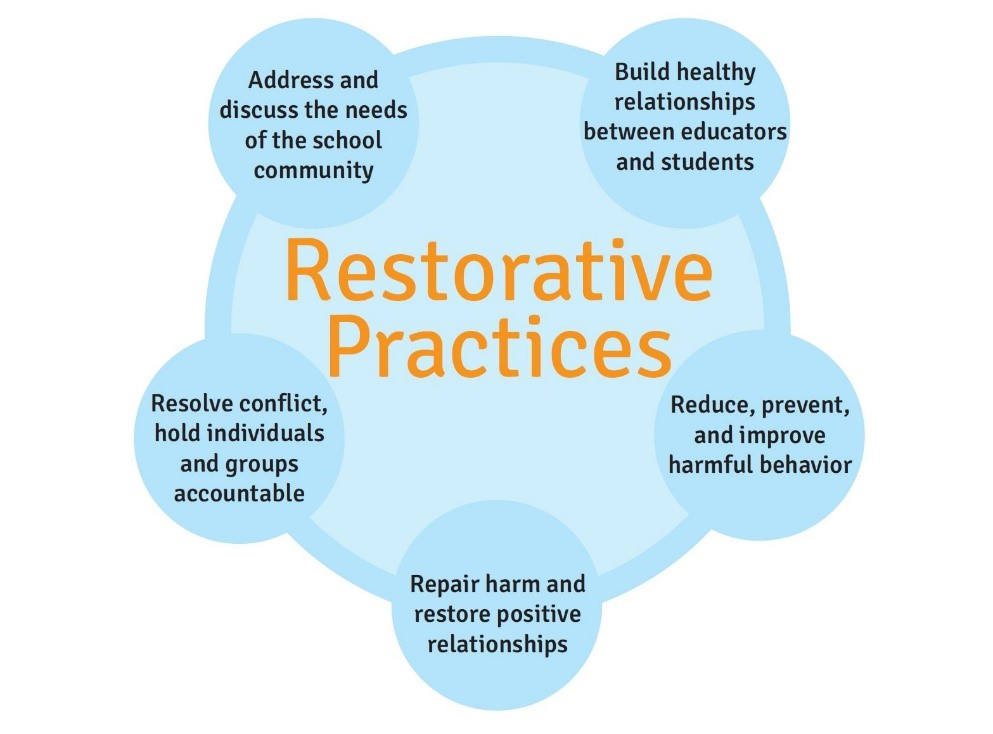 Address and
discuss the needs
of the school
community
Build healthy
relationships
between educators
and students
Restorative
Practices
Resolve conflict,
hold individuals
and groups
accountable
Reduce, prevent,
and improve
harmful behavior
Repair harm and
restore positive
relationships